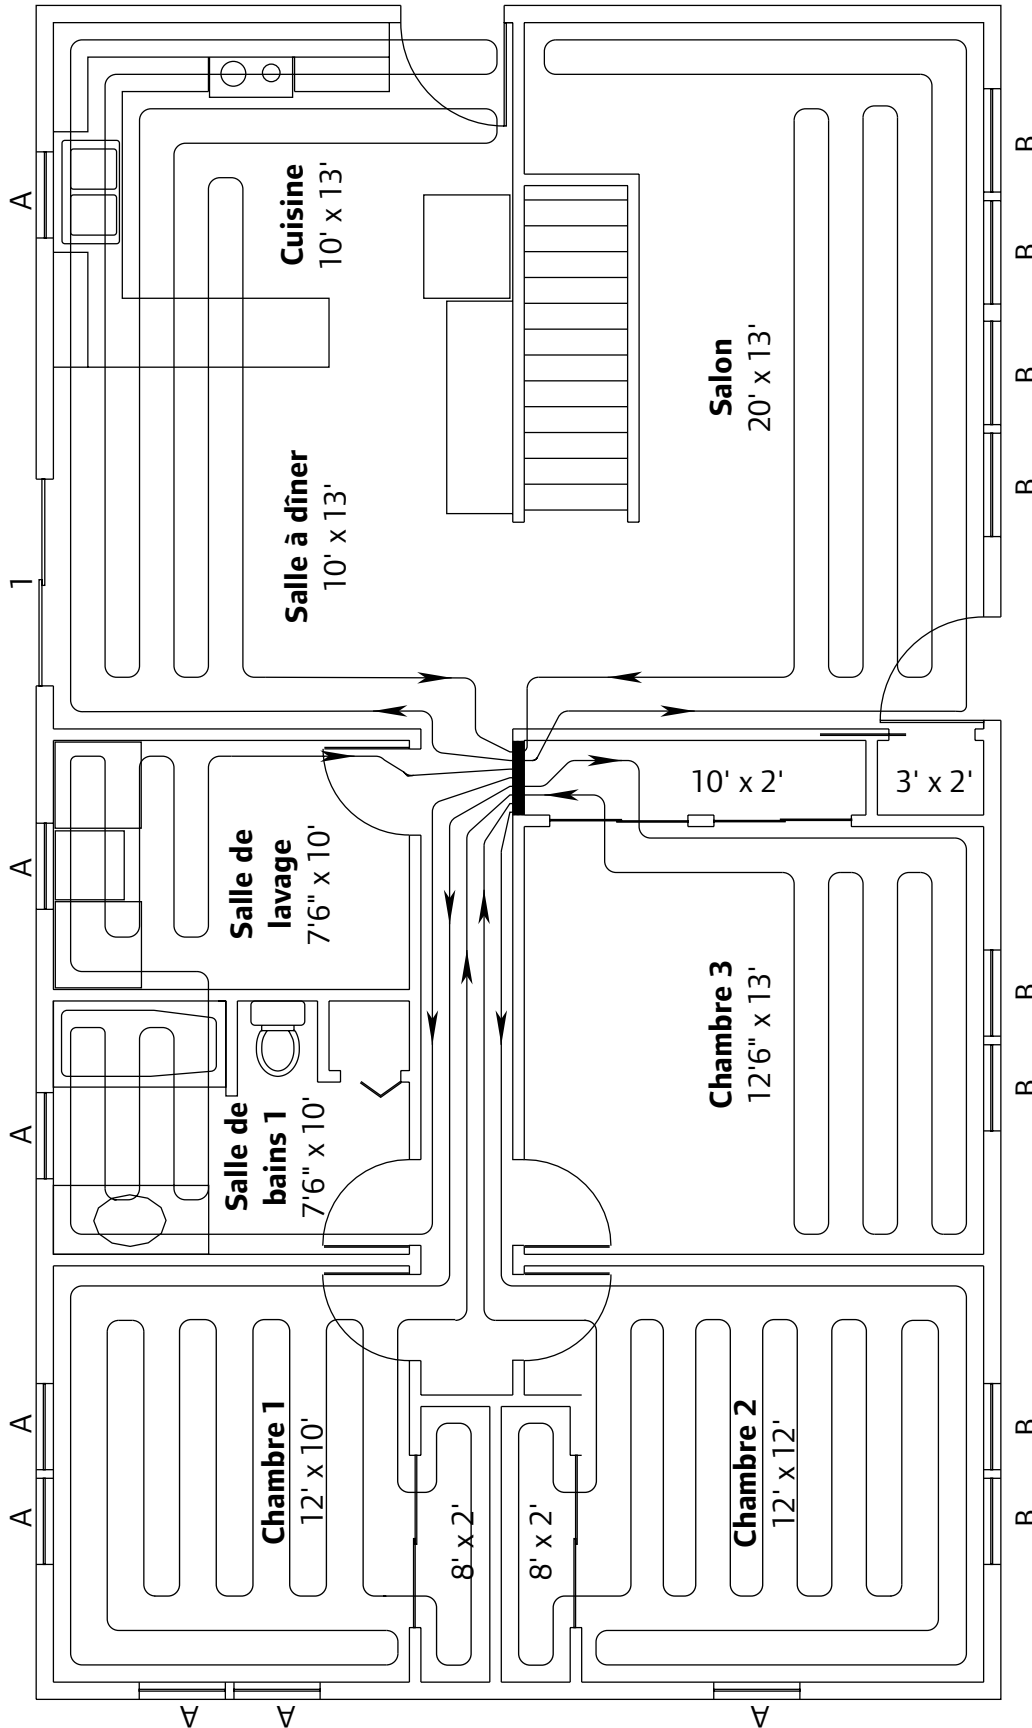 A
A
A
A
1
A
A
A
A
Chambre 1
12' x 10'
Salle de
bains 1
7'6" x 10'
Salle de
lavage
7'6" x 10'
Salle à dîner
10' x 13'
Cuisine
10' x 13'
8' x 2'
8' x 2'
Chambre 2
12' x 12'
Chambre 3
12'6" x 13'
10' x 2'
3' x 2'
Salon
20' x 13'
B
B
B
B
B
B
B
B